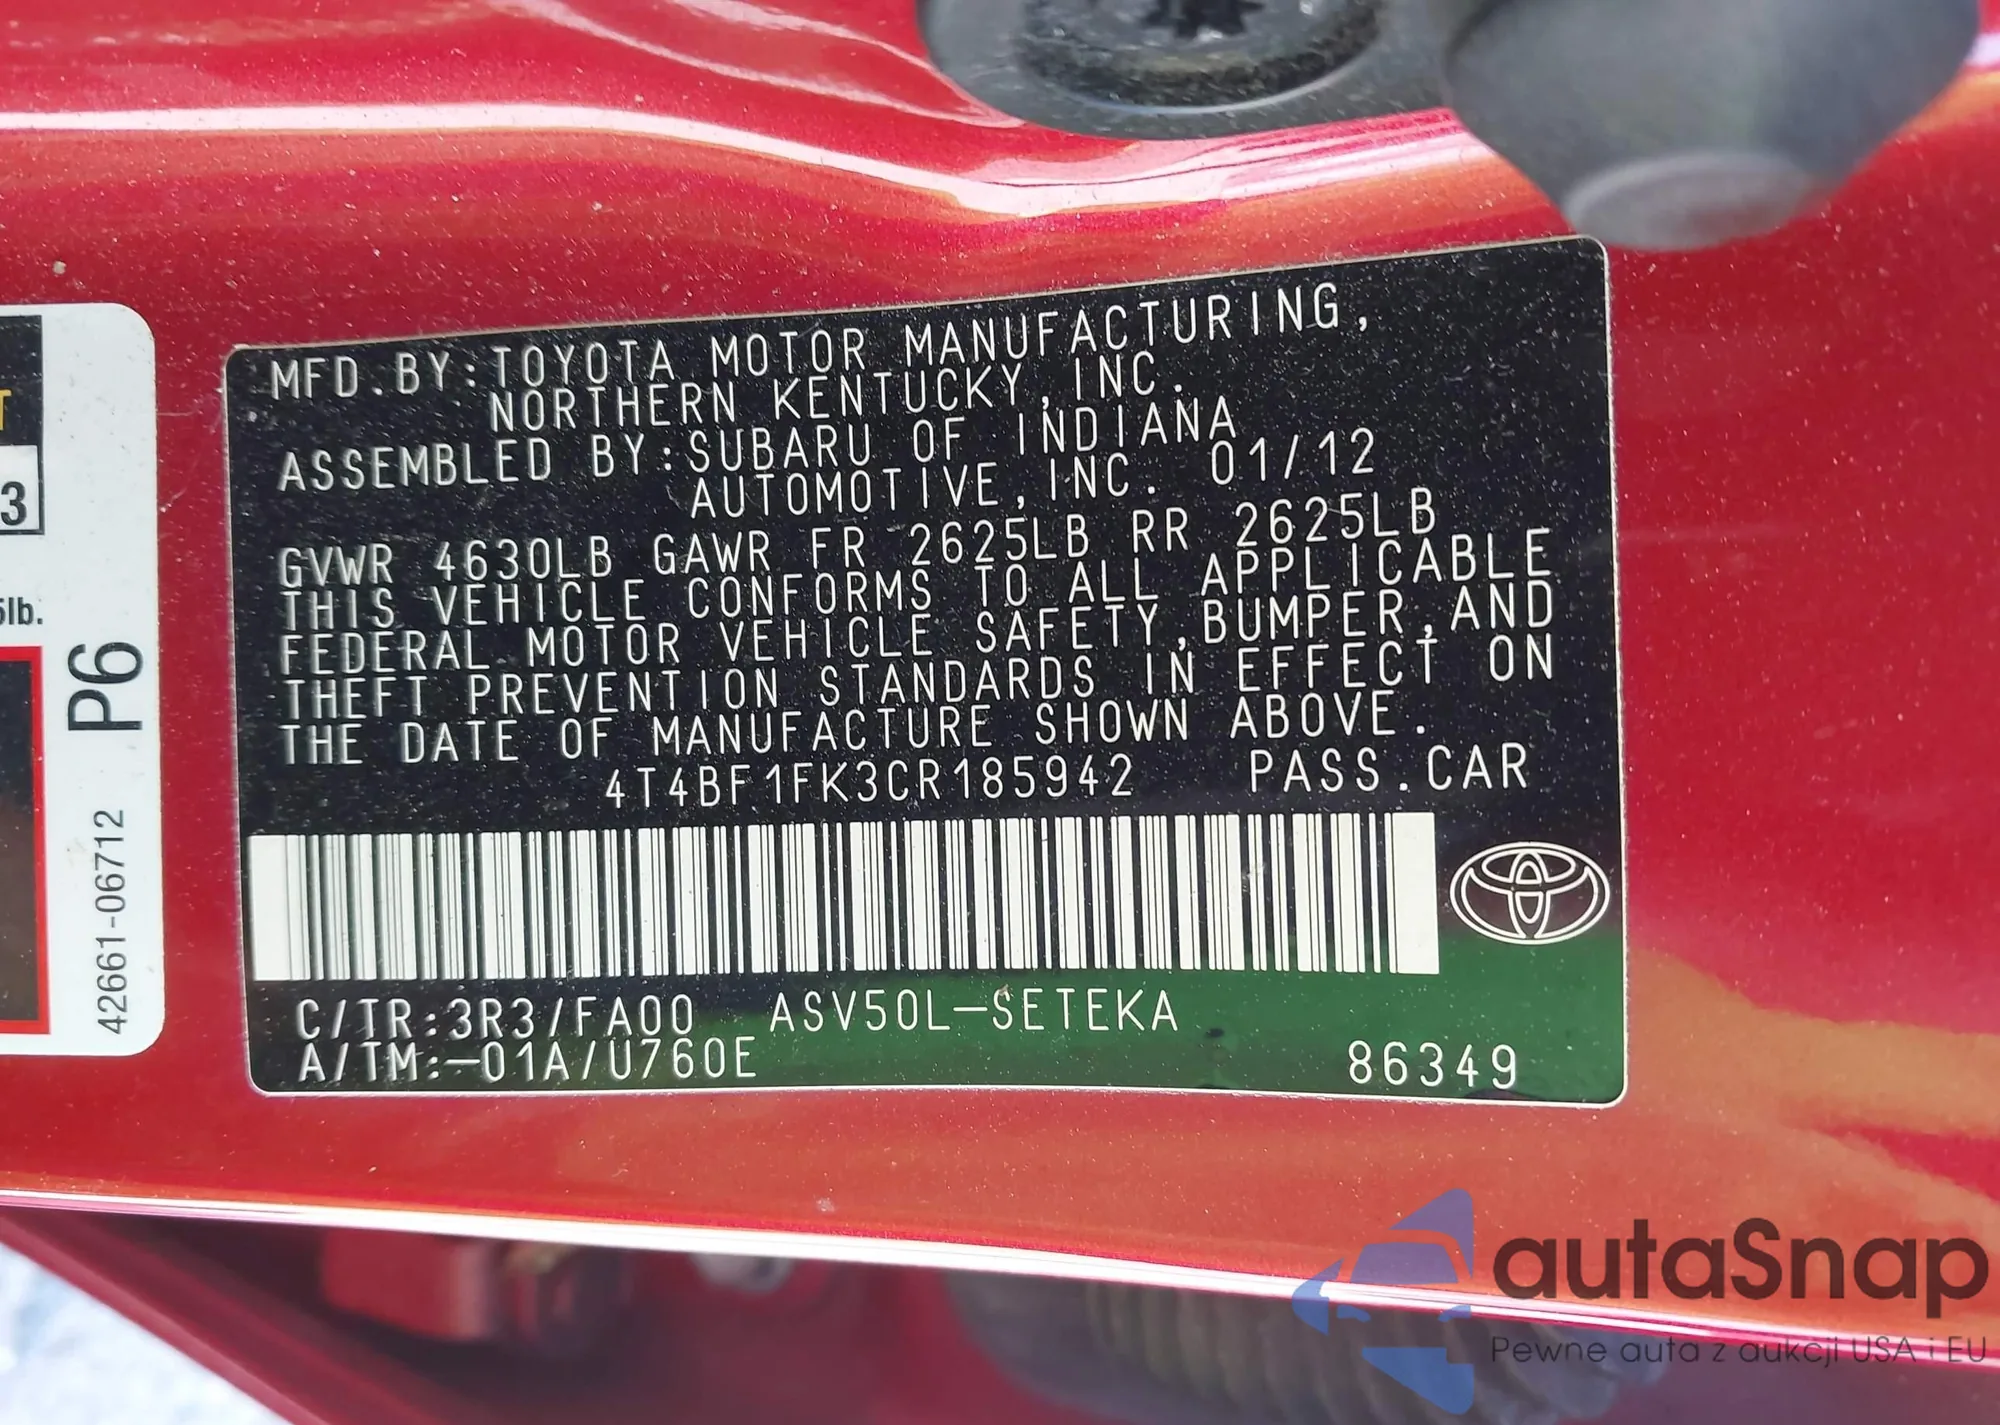 MFD.BY:TOYOTA MOTOR MANUFACTURING,
NORTHERN KENTUCKY,INC.
ASSEMBLED BY:SUBARU OF INDIANA
AUTOMOTIVE,INC. 01/12
GVWR 4630LB GAWR FR 2625LB RR 2625LB
THIS VEHICLE CONFORMS TO ALL APPLICABLE
FEDERAL MOTOR VEHICLE SAFETY,BUMPER,AND
THEFT PREVENTION STANDARDS IN EFFECT ON
THE DATE OF MANUFACTURE SHOWN ABOVE.
4T4BF1FK3CR185942 PASS.CAR
C/TR:3R3/FA00 ASV50L-SETEKA
A/TM:-01A/U760E
86349
T
3
5lb.
P6
42661-06712
autaSnap
Pewne auta z aukcji USA i EU